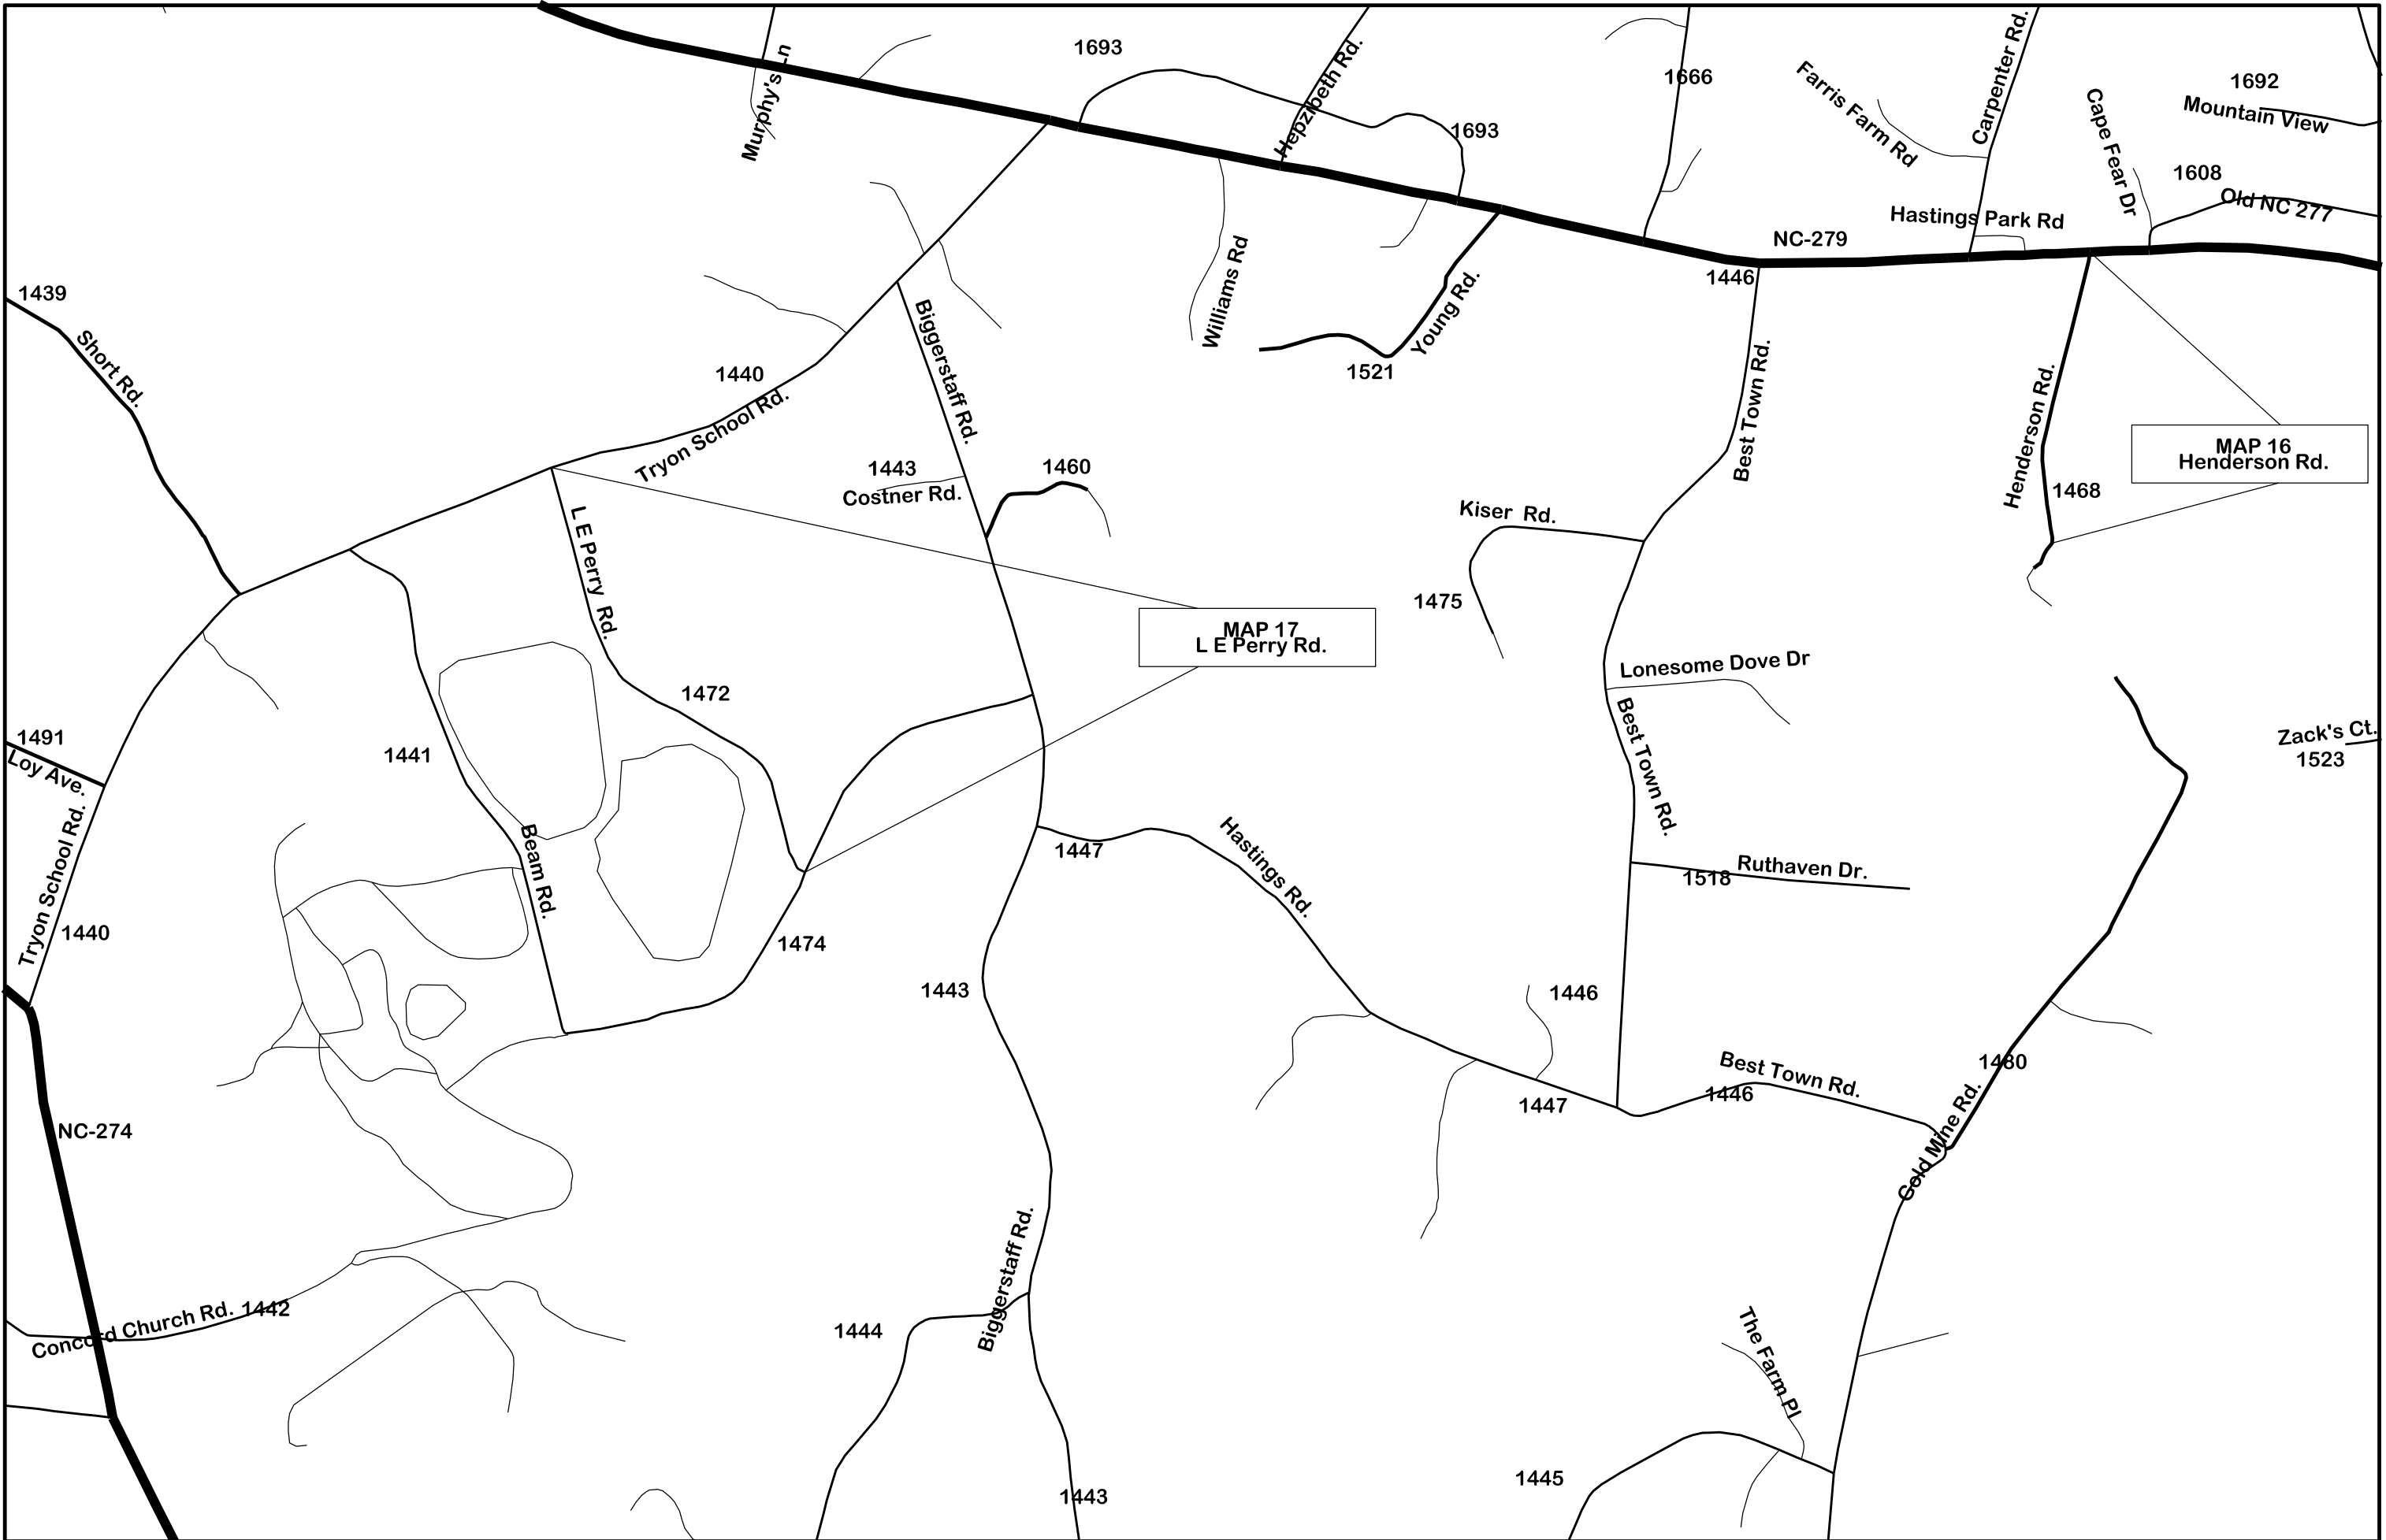 1693
Murphy's Ln
Hepzibeth Rd.
1693
1666
Farris Farm Rd
Carpenter Rd.
Cape Fear Dr
1692
Mountain View
1608
Old NC 277
Hastings Park Rd
NC-279
1446
Williams Rd
Young Rd.
1521
1439
Short Rd.
Biggerstaff Rd.
1440
Tryon School Rd.
1443
Costner Rd.
1460
Best Town Rd.
Henderson Rd.
1468
MAP 16
Henderson Rd.
Kiser Rd.
1475
L E Perry Rd.
MAP 17
L E Perry Rd.
1472
Lonesome Dove Dr
Best Town Rd.
Zack's Ct.
1523
1491
Loy Ave.
1441
Beam Rd.
Tryon School Rd.
1440
1474
1447
Hastings Rd.
Ruthaven Dr.
1518
1443
1446
1447
Best Town Rd.
1446
1480
Gold Mine Rd.
NC-274
Concord Church Rd. 1442
1444
Biggerstaff Rd.
The Farm Pl
1445
1443